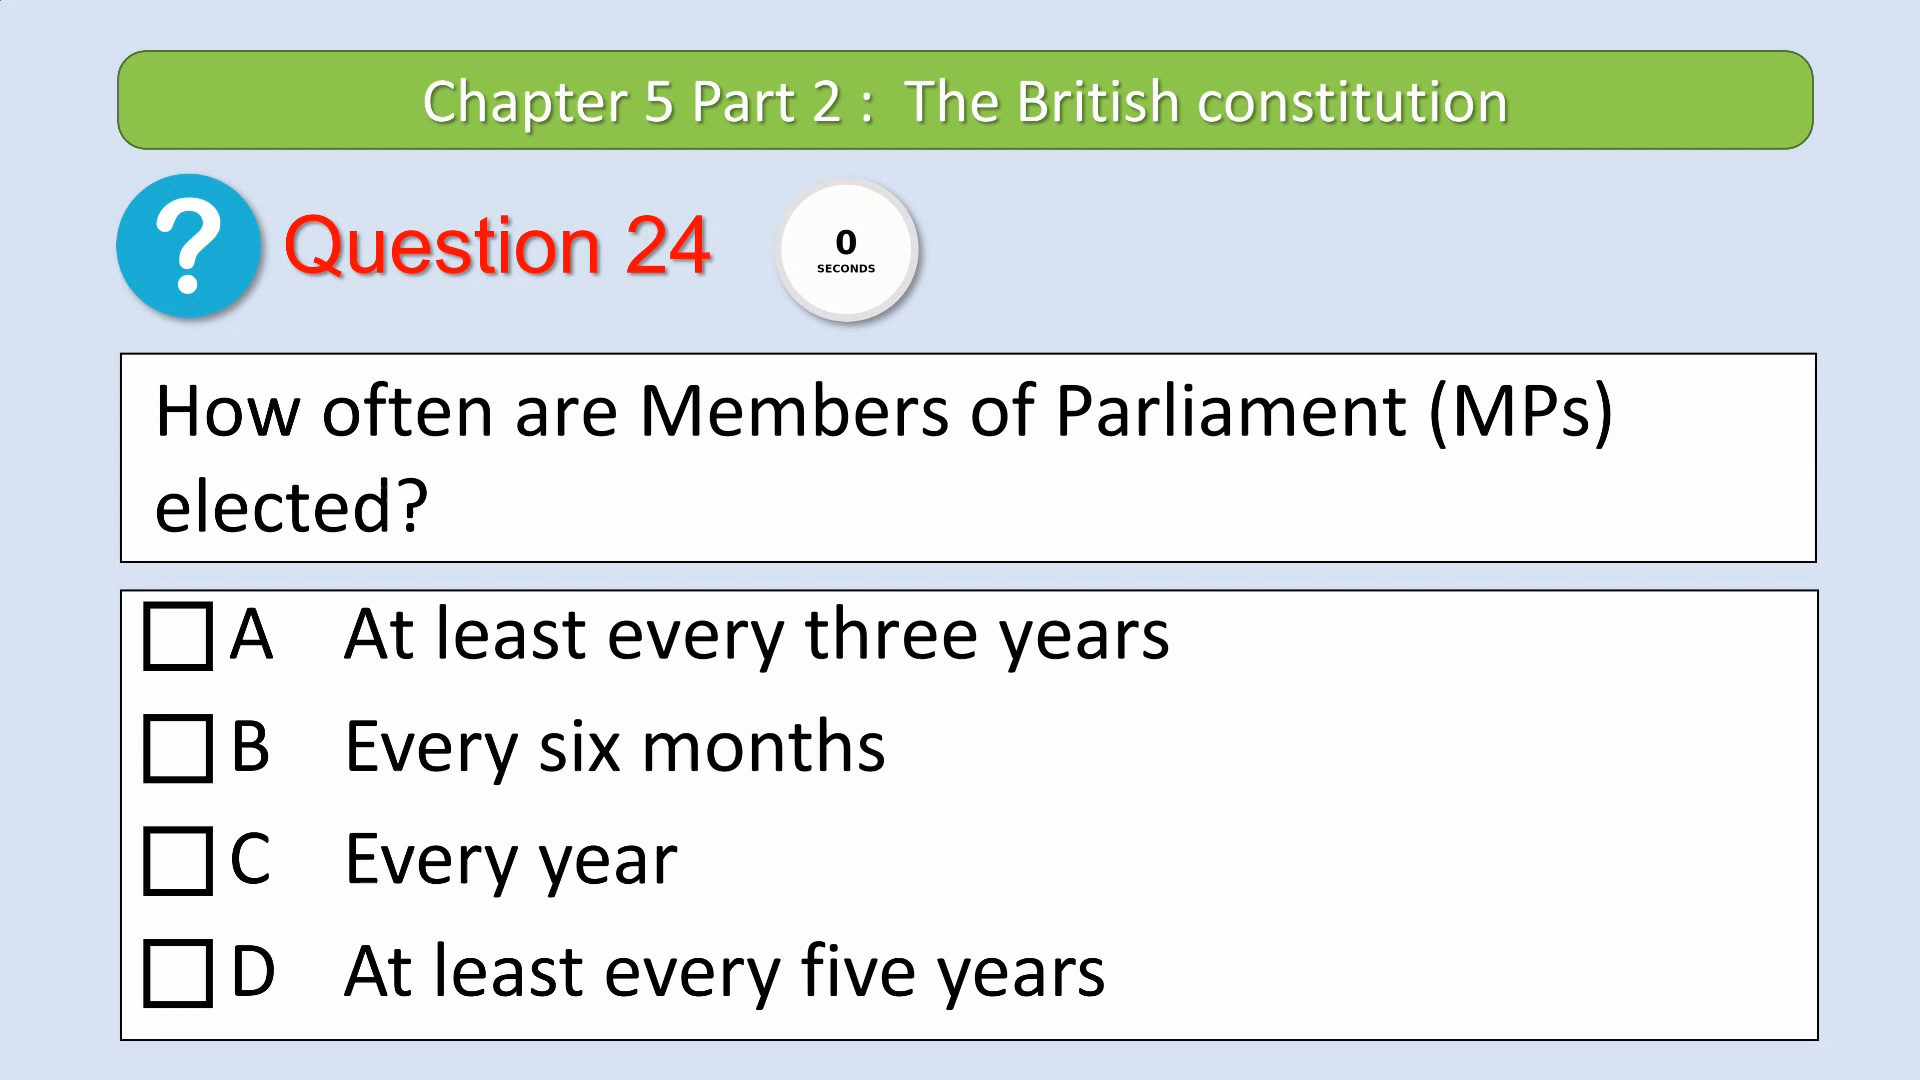 Chapter 5 Part 2 : The British constitution
? Question 24
0
SECONDS
How often are Members of Parliament (MPs)
elected?
A At least every three years
B Every six months
C Every year
D At least every five years